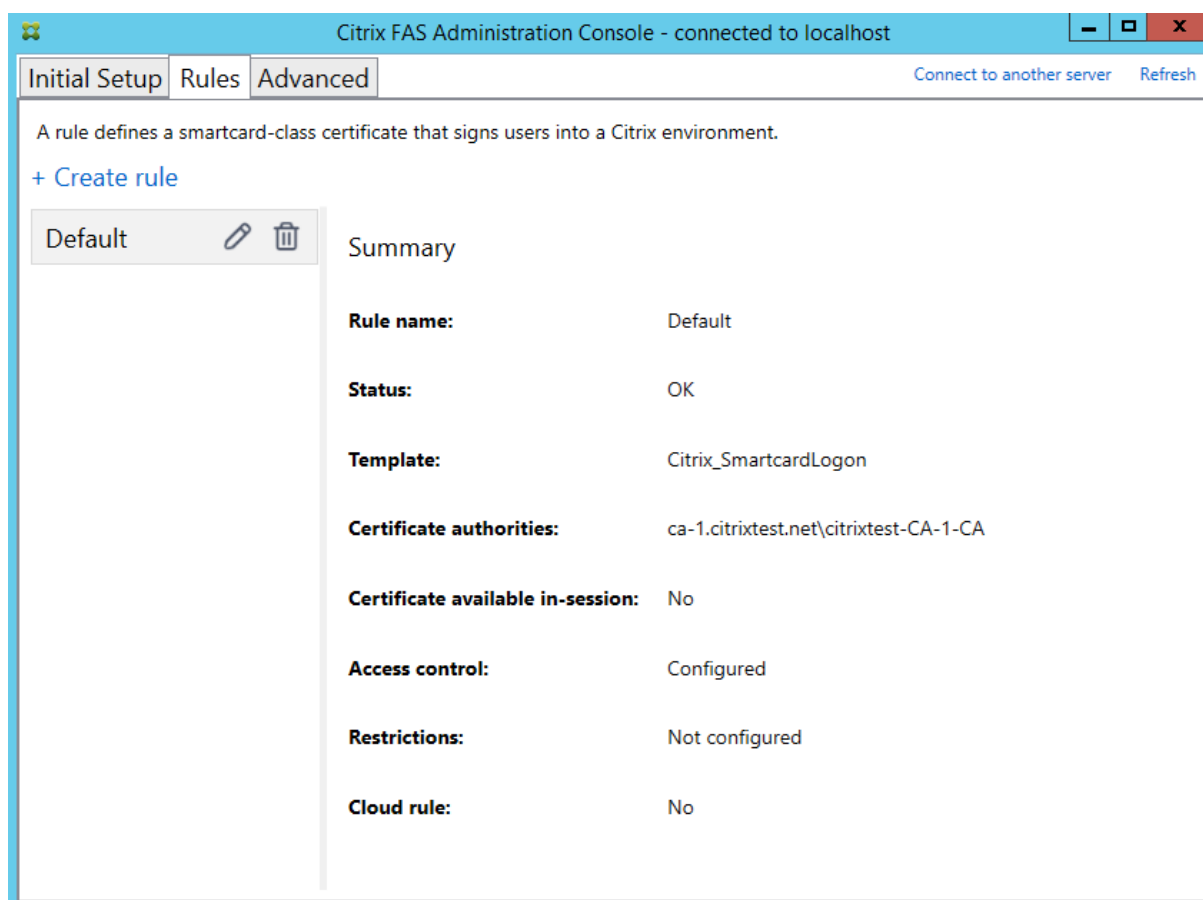 Citrix FAS Administration Console - connected to localhost
Initial Setup Rules Advanced Connect to another server Refresh
A rule defines a smartcard-class certificate that signs users into a Citrix environment.
+ Create rule
Default
Summary
Rule name: Default
Status: OK
Template: Citrix_SmartcardLogon
Certificate authorities: ca-1.citrixtest.net\citrixtest-CA-1-CA
Certificate available in-session: No
Access control: Configured
Restrictions: Not configured
Cloud rule: No